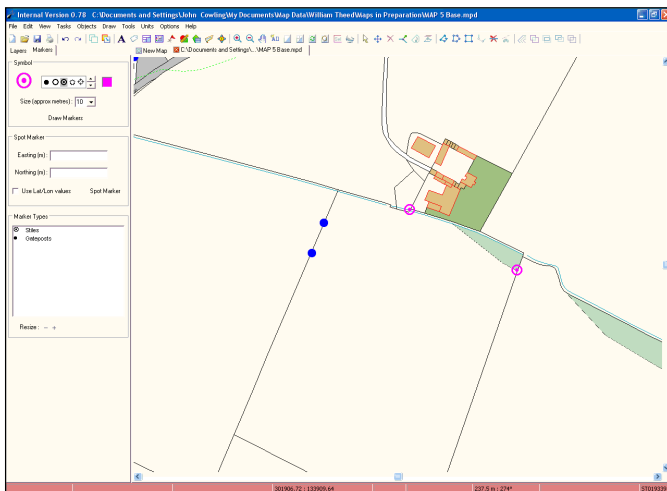 Internal Version 0.78 C:\Documents and Settings\John Cowling\My Documents\Map Data\William Theed\Maps in Preparation\MAP 5 Base.mpd
File Edit View Tasks Objects Draw Tools Units Options Help
Layers Markers
New Map C:\Documents and Settings\...\MAP 5 Base.mpd
Symbol
Size (approx metres): 10
Draw Markers
Spot Marker
Easting (m):
Northing (m):
Use Lat/Lon values Spot Marker
Marker Types
Stiles
Gateposts
Resize: - +
301906.72 : 133909.64 237.5 m : 274° 57019339